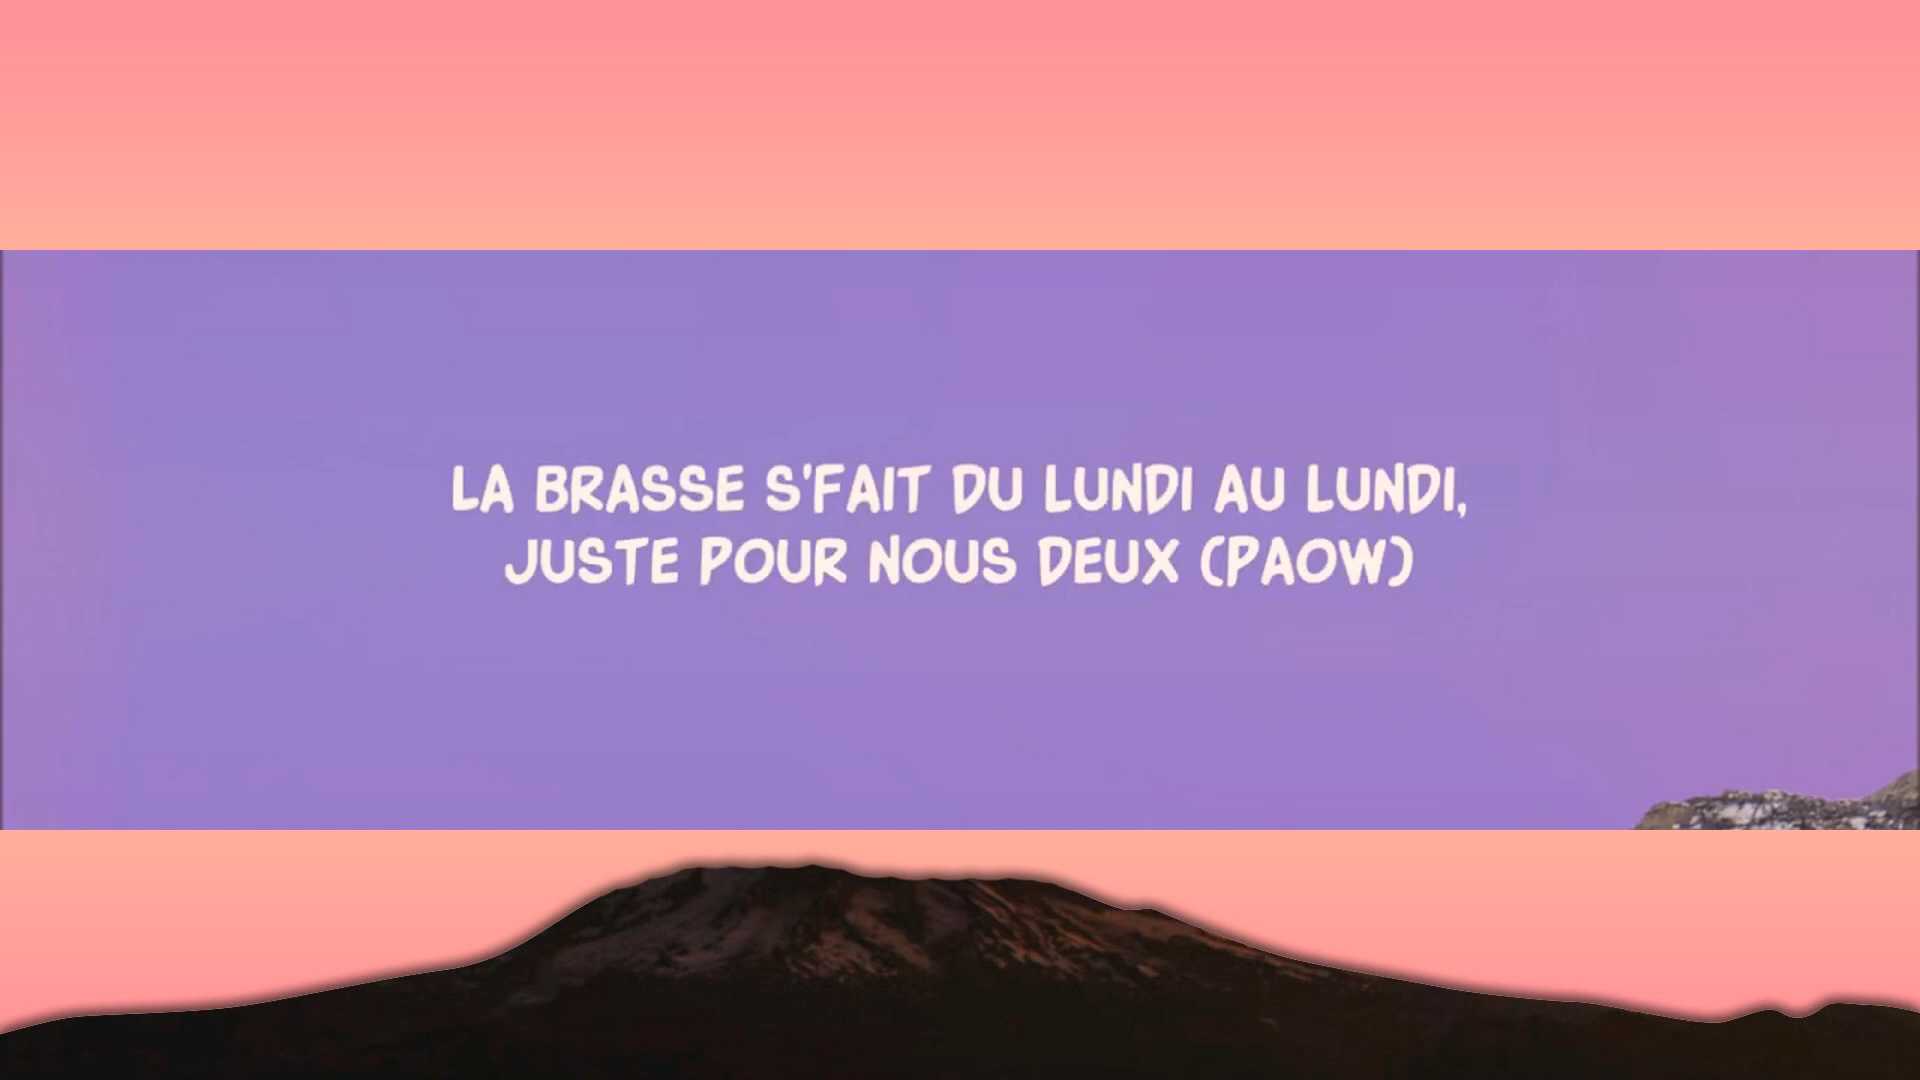 LA BRASSE S'FAIT DU LUNDI AU LUNDI,
JUSTE POUR NOUS DEUX (PAOW)